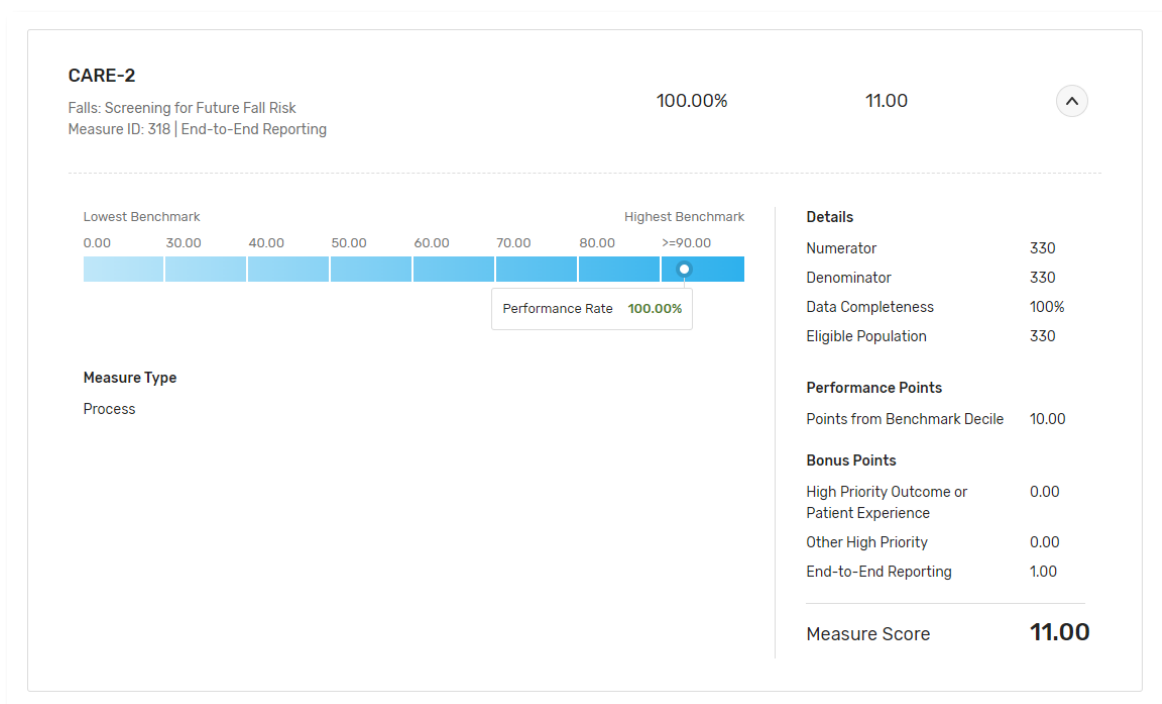 CARE-2
Falls: Screening for Future Fall Risk
Measure ID: 318 | End-to-End Reporting
100.00%
11.00
Lowest Benchmark
Highest Benchmark
0.00 30.00 40.00 50.00 60.00 70.00 80.00 >=90.00
Performance Rate 100.00%
Measure Type
Process
Details
Numerator 330
Denominator 330
Data Completeness 100%
Eligible Population 330
Performance Points
Points from Benchmark Decile 10.00
Bonus Points
High Priority Outcome or 0.00
Patient Experience
Other High Priority 0.00
End-to-End Reporting 1.00
Measure Score 11.00